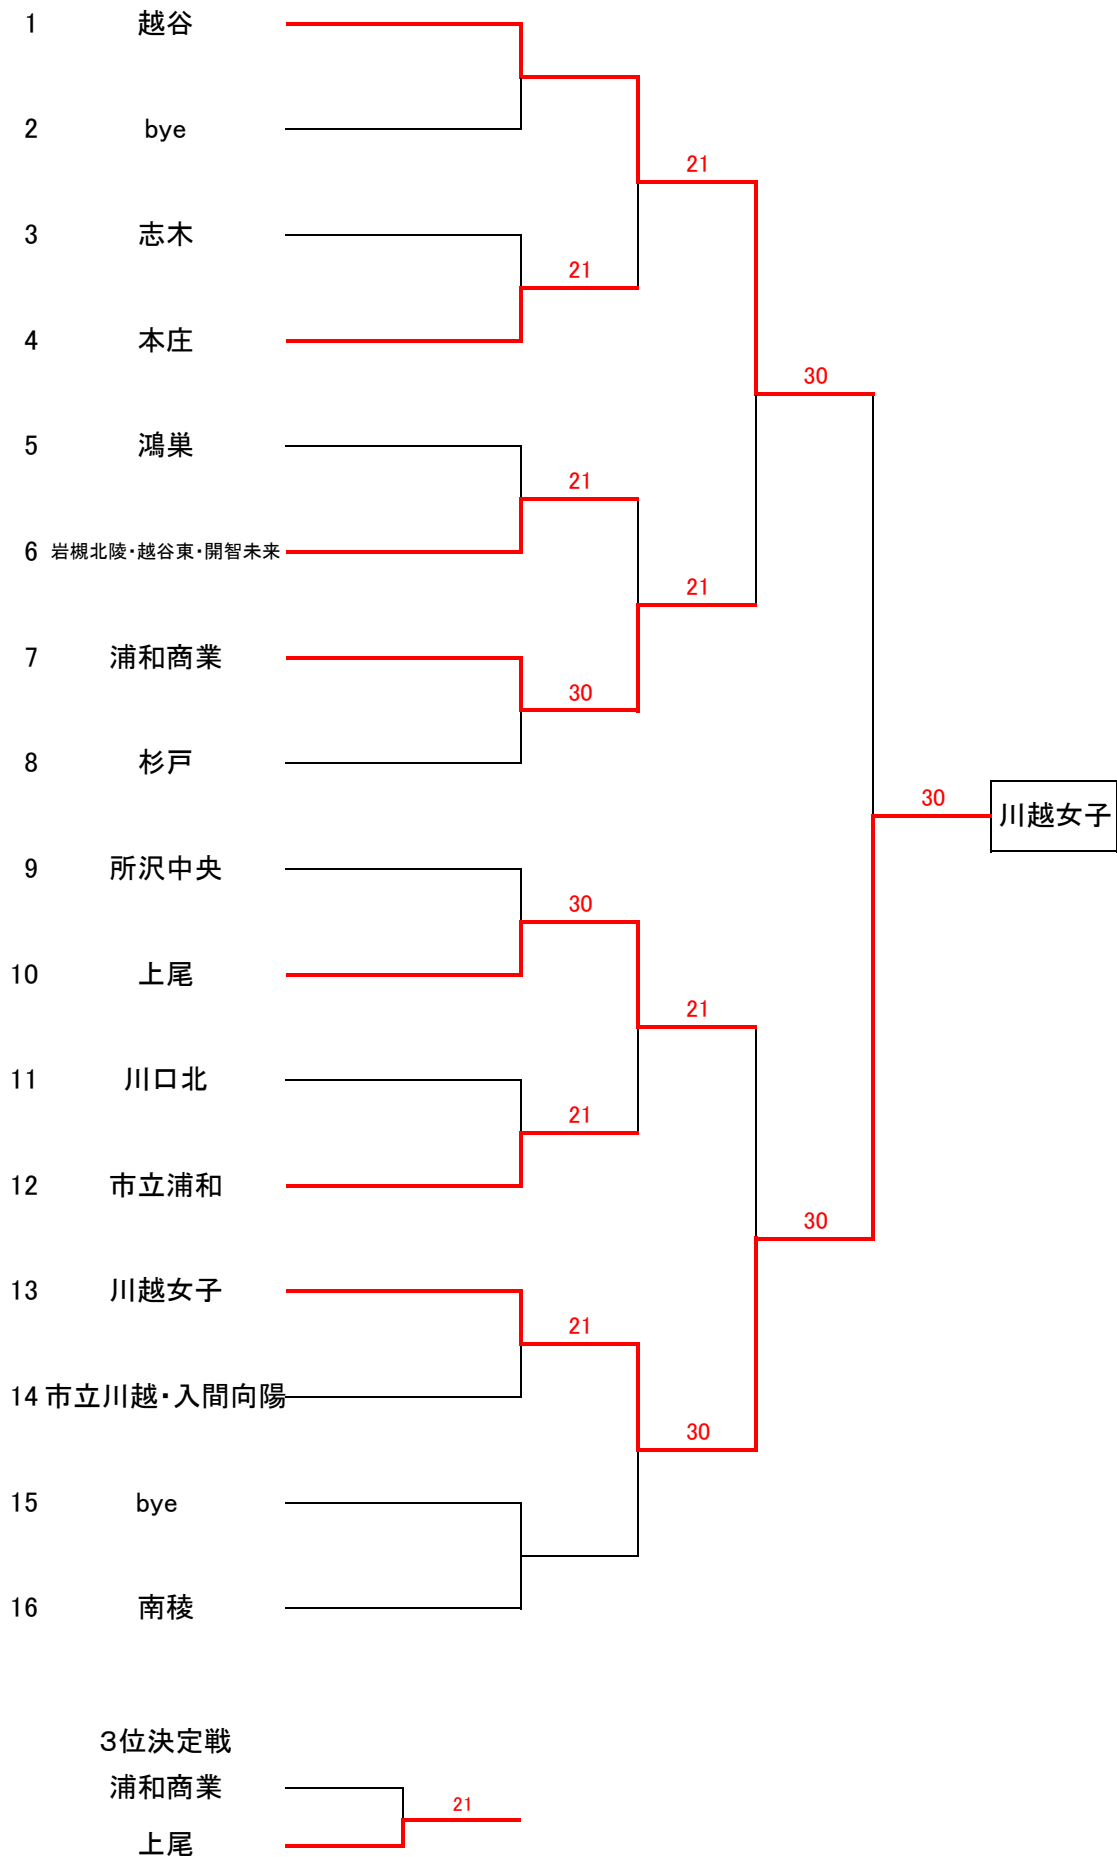 1 越谷
2 bye
21
3 志木
21
4 本庄
30
5 鴻巣
21
6 岩槻北陵・越谷東・開智未来
21
7 浦和商業
30
8 杉戸
30
川越女子
9 所沢中央
30
10 上尾
21
11 川口北
21
12 市立浦和
30
13 川越女子
21
14 市立川越・入間向陽
30
15 bye
16 南稜
3位決定戦
浦和商業
21
上尾